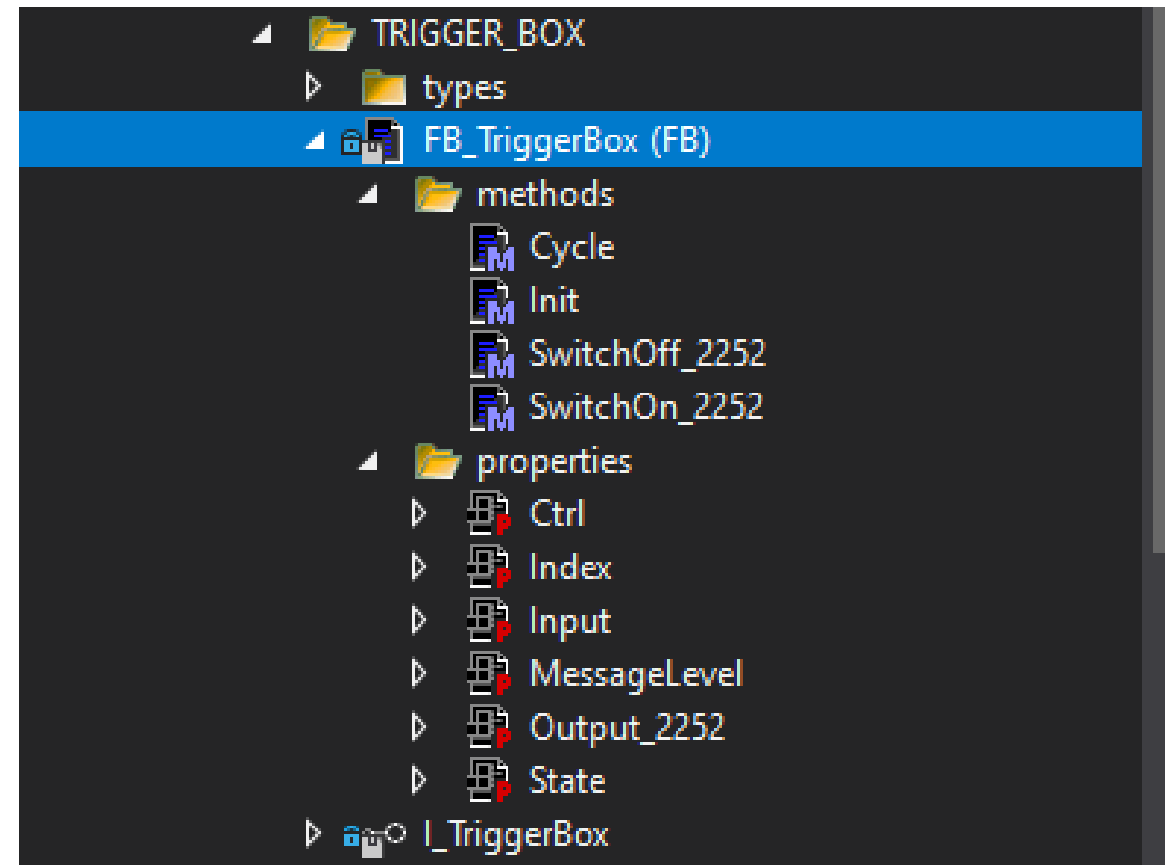 TRIGGER_BOX
types
FB_TriggerBox (FB)
methods
Cycle
Init
SwitchOff_2252
SwitchOn_2252
properties
Ctrl
Index
Input
MessageLevel
Output_2252
State
I_TriggerBox